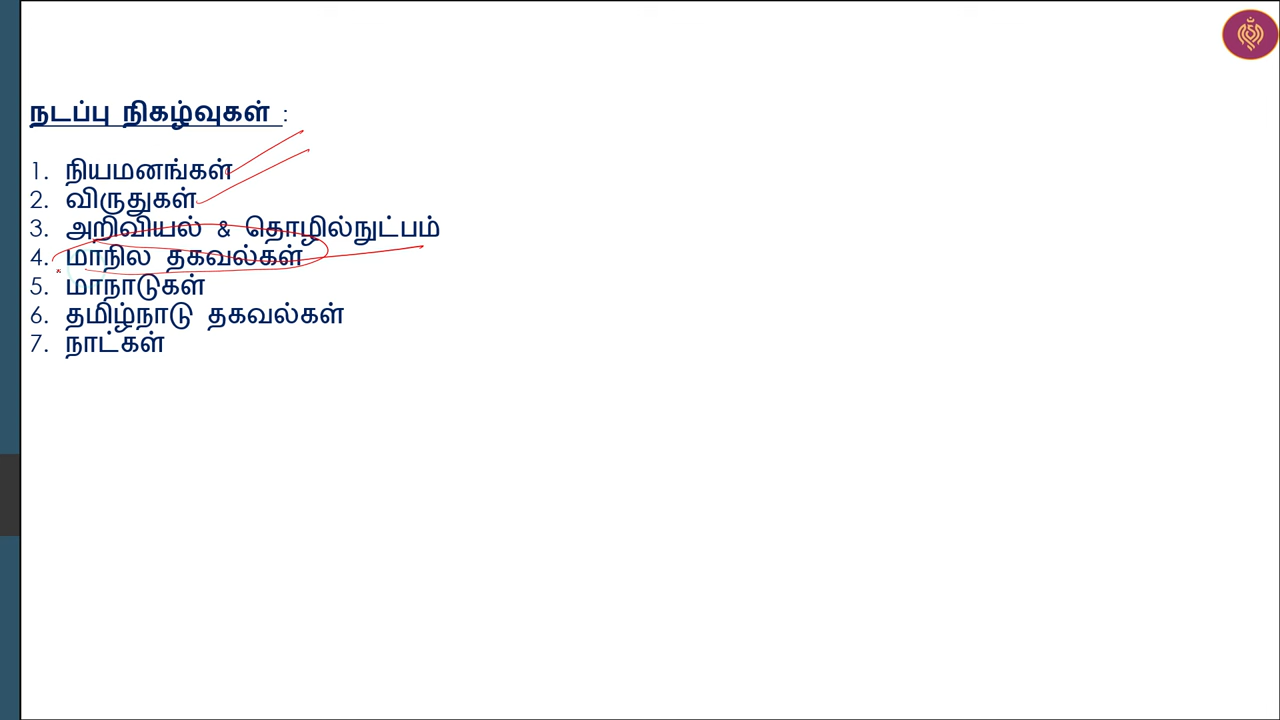 நடப்பு நிகழ்வுகள் :
1. நியமனங்கள்
2. விருதுகள்
3. அறிவியல் & தொழில்நுட்பம்
4. மாநில தகவல்கள்
5. மாநாடுகள்
6. தமிழ்நாடு தகவல்கள்
7. நாட்கள்